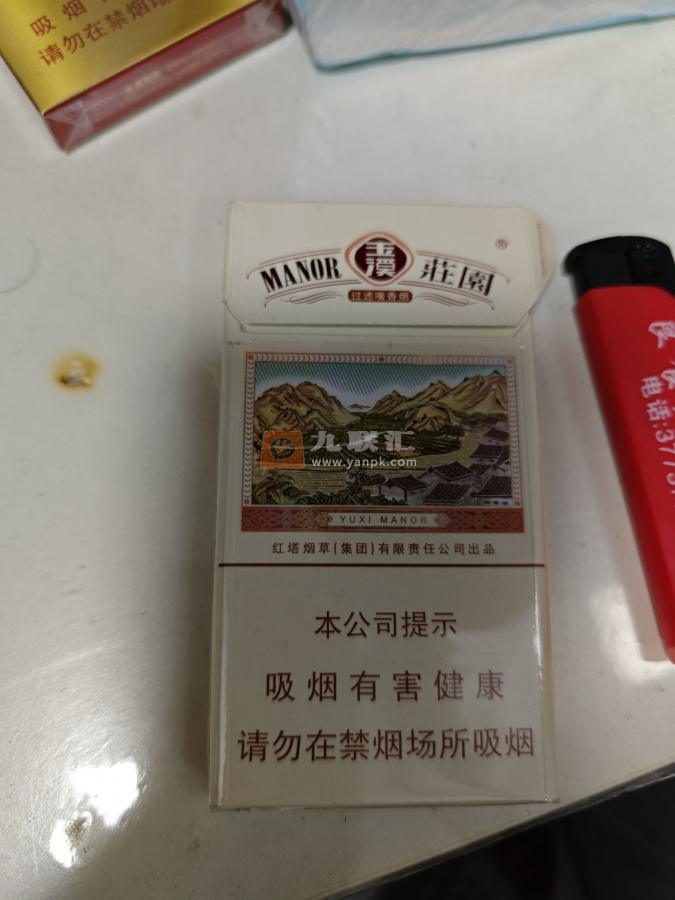 吸烟
请勿在禁烟场
MANOR 玉溪 莊園
®
过滤嘴香烟
九联汇
www.yanpk.com
YUXI MANOR
红塔烟草(集团)有限责任公司出品
本公司提示
吸烟有害健康
请勿在禁烟场所吸烟
电话:377